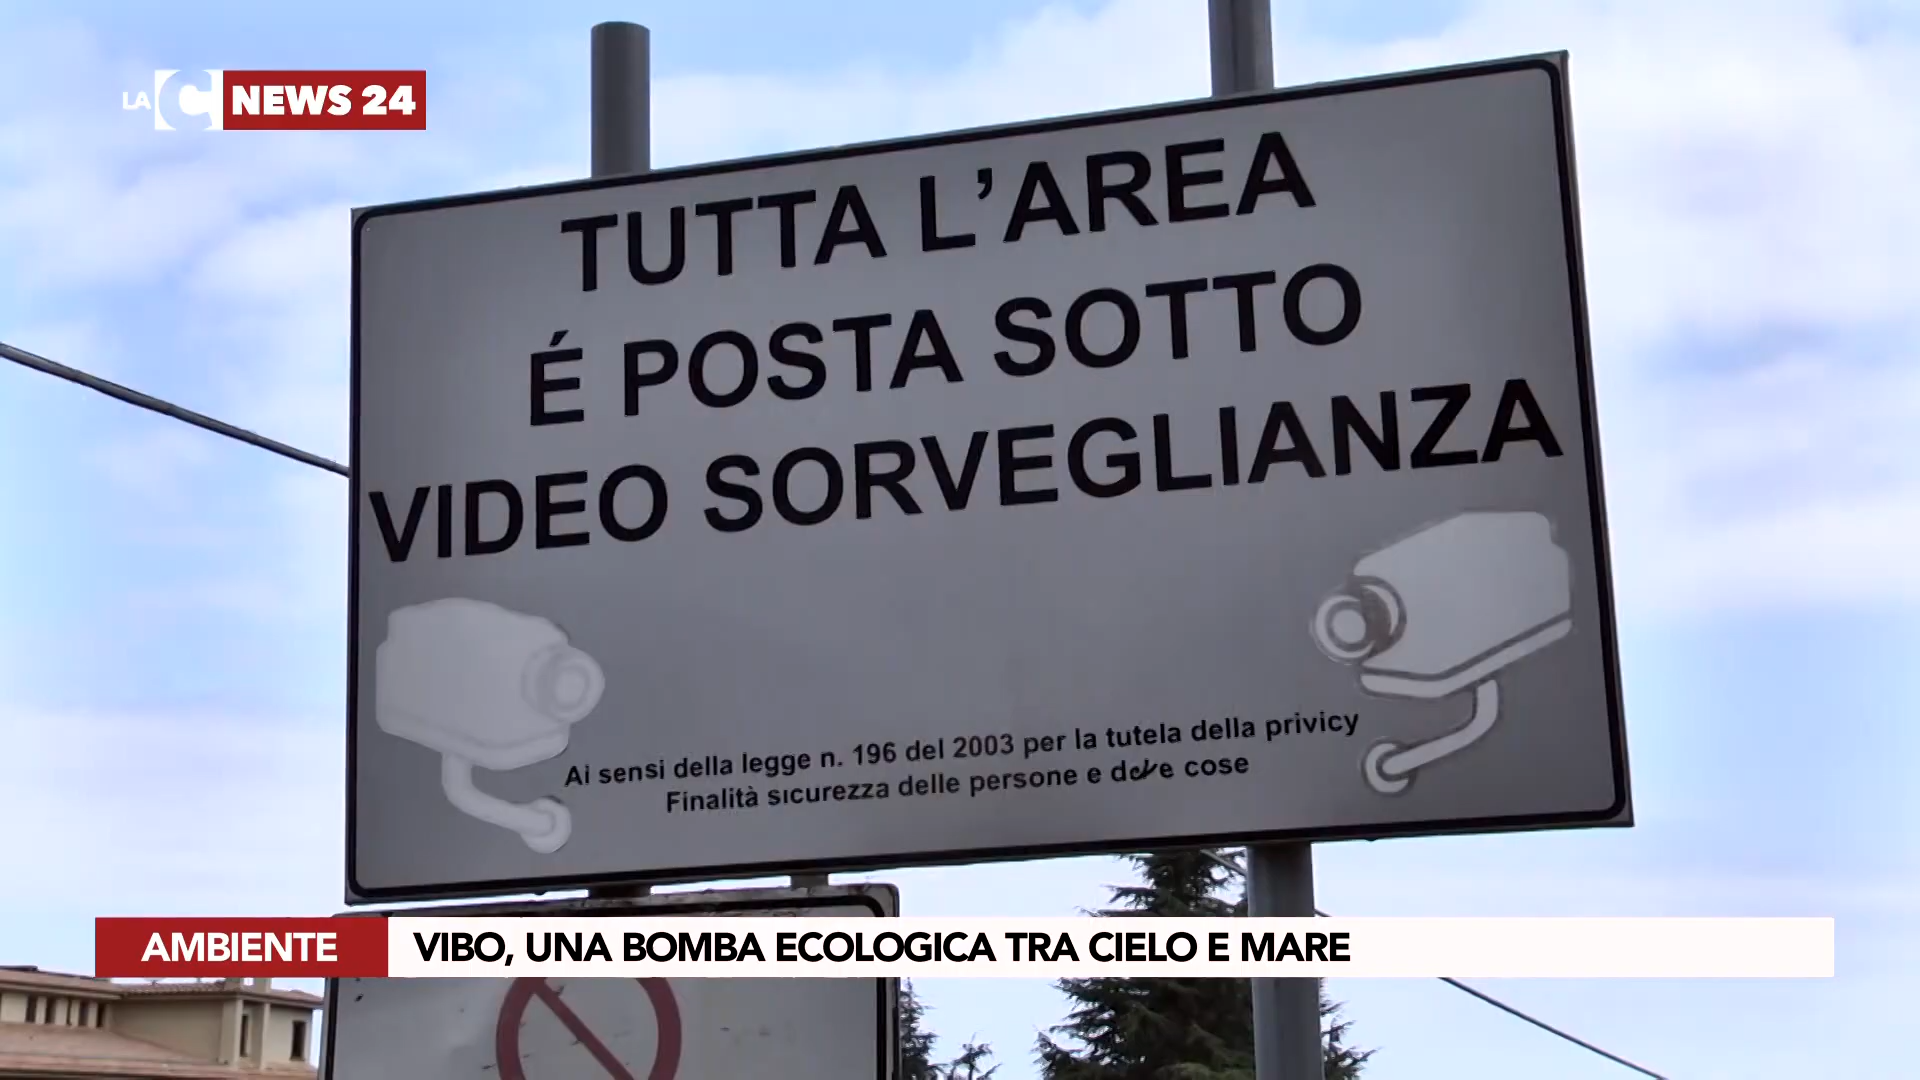 LA C NEWS 24
TUTTA L'AREA
É POSTA SOTTO
VIDEO SORVEGLIANZA
Ai sensi della legge n. 196 del 2003 per la tutela della privicy
Finalità sicurezza delle persone e delle cose
AMBIENTE VIBO, UNA BOMBA ECOLOGICA TRA CIELO E MARE